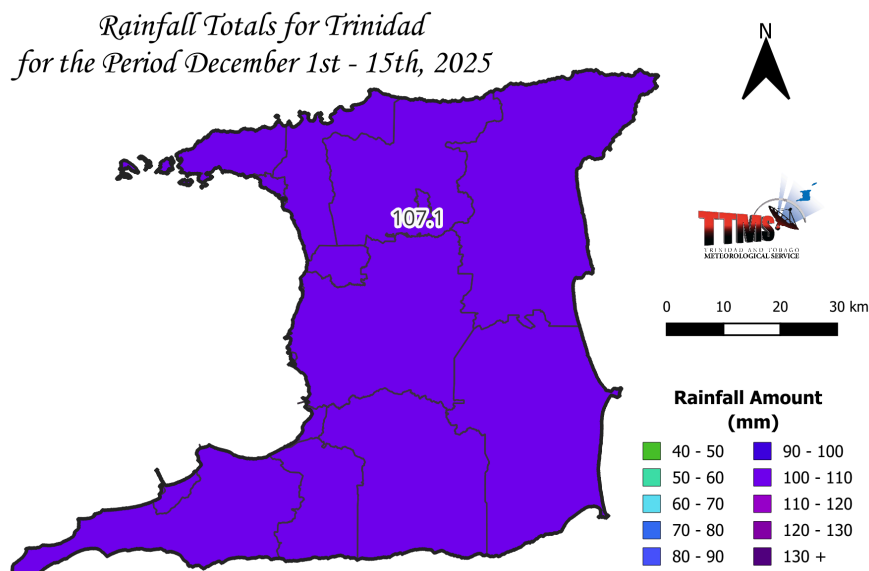 Rainfall Totals for Trinidad
for the Period December 1st - 15th, 2025
N
107.1
TTMS
TRINIDAD AND TOBAGO
METEOROLOGICAL SERVICE
0 10 20 30 km
Rainfall Amount
(mm)
40 - 50 90 - 100
50 - 60 100 - 110
60 - 70 110 - 120
70 - 80 120 - 130
80 - 90 130 +